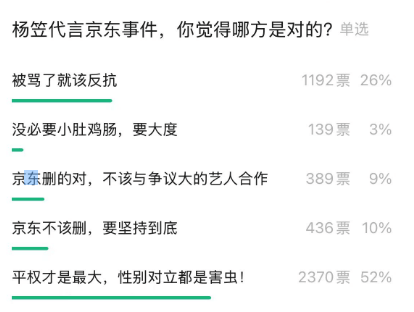 杨笠代言京东事件，你觉得哪方是对的? 单选
被骂了就该反抗 1192票 26%
没必要小肚鸡肠，要大度 139票 3%
京东删的对，不该与争议大的艺人合作 389票 9%
京东不该删，要坚持到底 436票 10%
平权才是最大，性别对立都是害虫! 2370票 52%